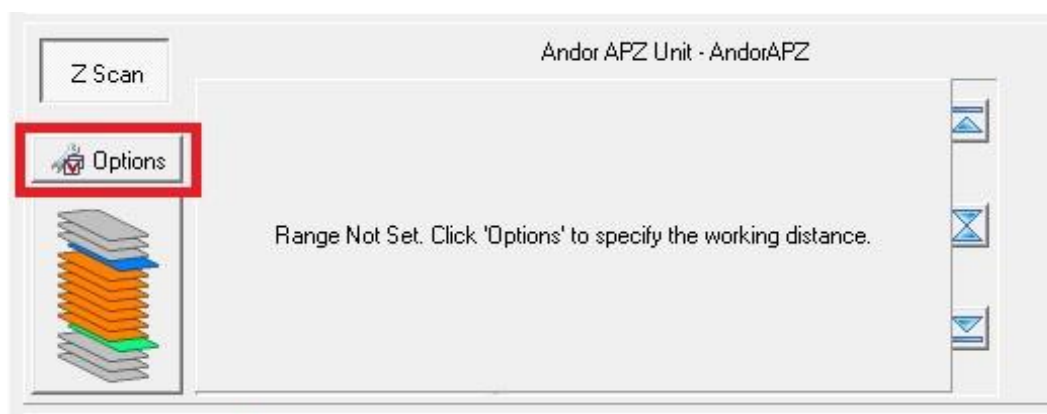 Andor APZ Unit - AndorAPZ
Z Scan
Options
Range Not Set. Click 'Options' to specify the working distance.